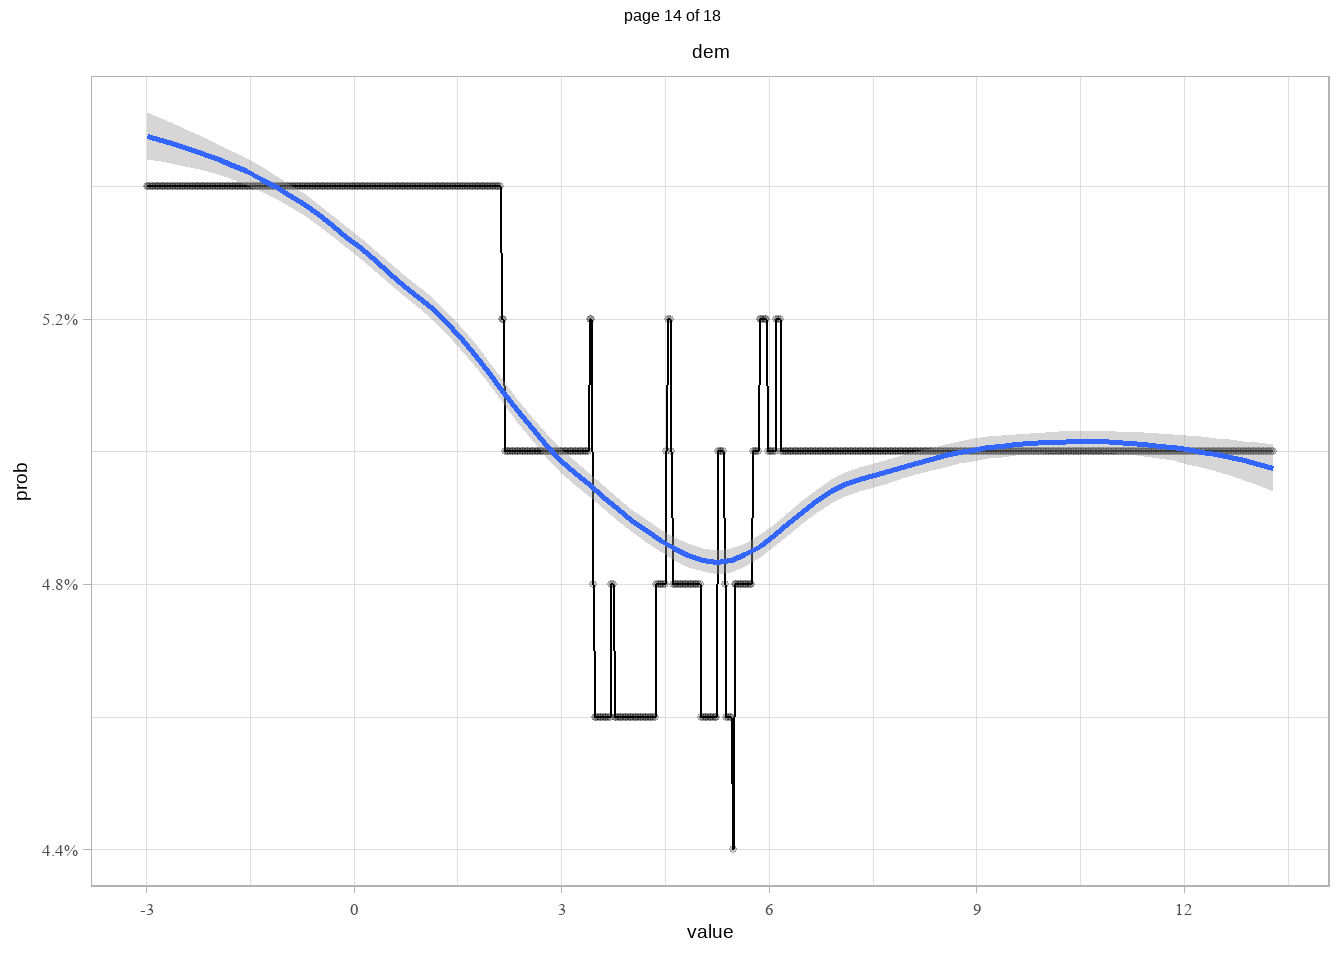 page 14 of 18
dem
prob
5.2%
4.8%
4.4%
-3 0 3 6 9 12
value